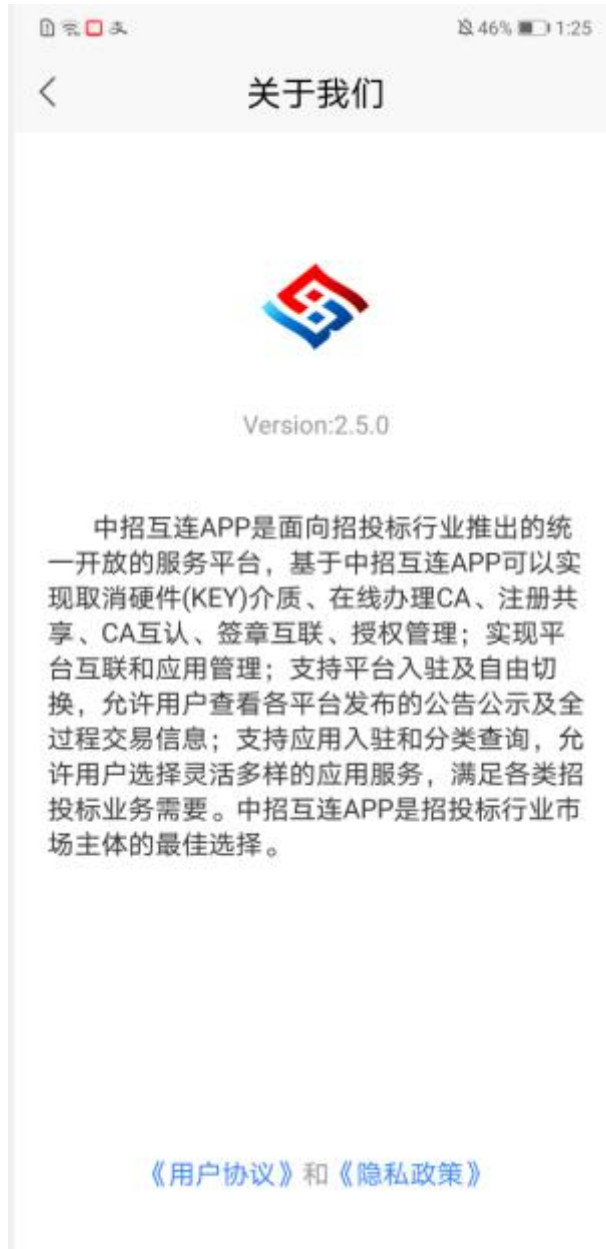 46% 1:25
关于我们
Version:2.5.0
中招互连APP是面向招投标行业推出的统
一开放的服务平台，基于中招互连APP可以实
现取消硬件(KEY)介质、在线办理CA、注册共
享、CA互认、签章互联、授权管理；实现平
台互联和应用管理；支持平台入驻及自由切
换，允许用户查看各平台发布的公告公示及全
过程交易信息；支持应用入驻和分类查询，允
许用户选择灵活多样的应用服务，满足各类招
投标业务需要。中招互连APP是招投标行业市
场主体的最佳选择。
《用户协议》和《隐私政策》